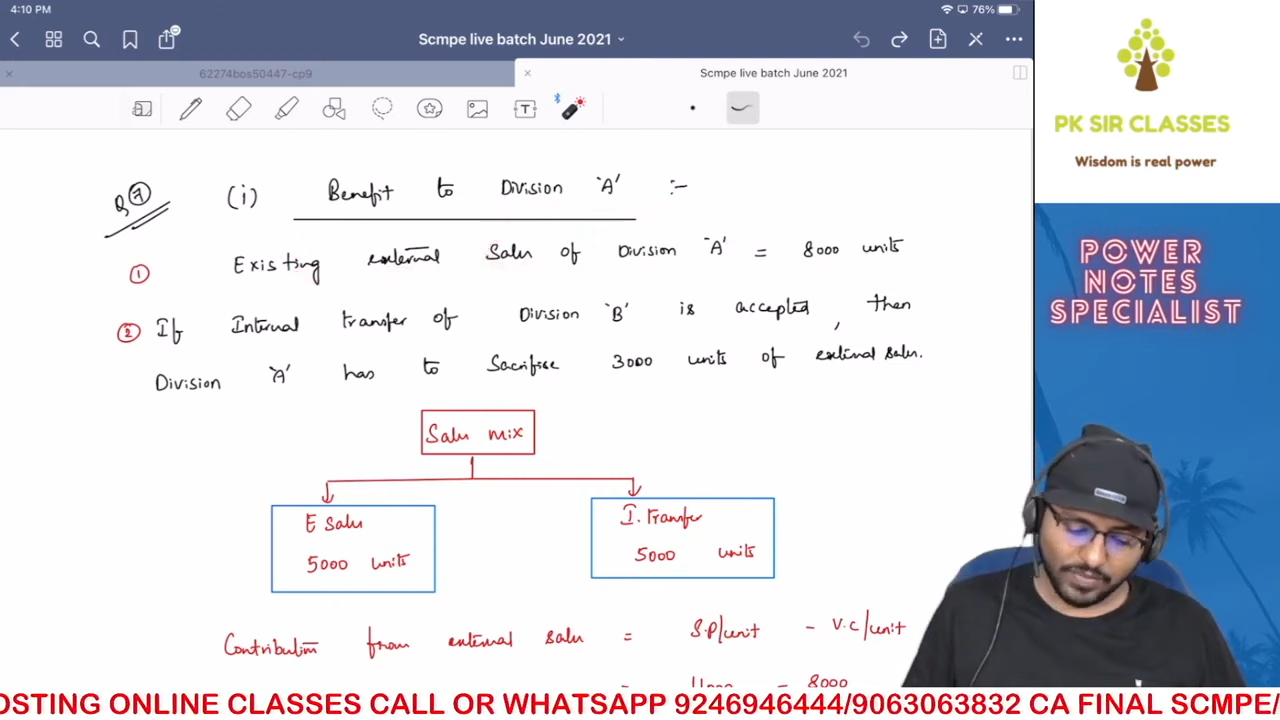 4:10 PM
76%
Scmpe live batch June 2021
62274bos50447-cp9
Scmpe live batch June 2021
PK SIR CLASSES
Wisdom is real power
POWER
NOTES
SPECIALIST
Q 7 (i) Benefit to Division 'A' :-
① Existing external Sales of Division 'A' = 8000 units
② If Internal transfer of Division 'B' is accepted, then
Division 'A' has to Sacrifise 3000 units of external sales.
Sales mix
E Sales
5000 units
I. transfer
5000 units
Contribution from external sales = S.P/unit - V.C/unit
= 11000 - 8000
OSTING ONLINE CLASSES CALL OR WHATSAPP 9246946444/9063063832 CA FINAL SCMPE/